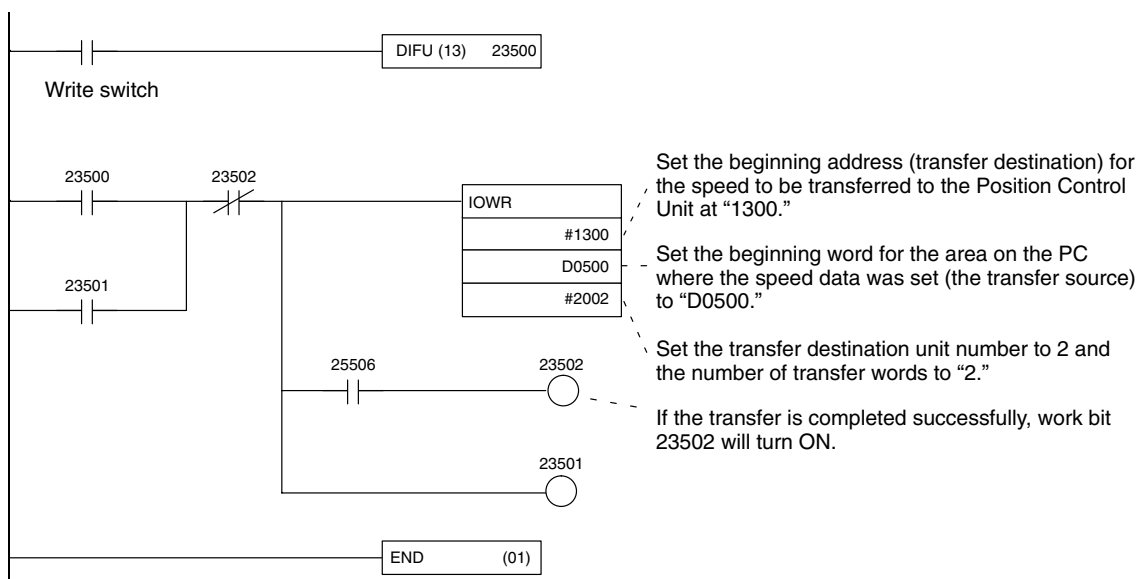 DIFU (13) 23500
Write switch
23500
23502
IOWR
#1300
D0500
#2002
23501
Set the beginning address (transfer destination) for
the speed to be transferred to the Position Control
Unit at “1300.”
Set the beginning word for the area on the PC
where the speed data was set (the transfer source)
to “D0500.”
Set the transfer destination unit number to 2 and
the number of transfer words to “2.”
25506
23502
If the transfer is completed successfully, work bit
23502 will turn ON.
23501
END (01)